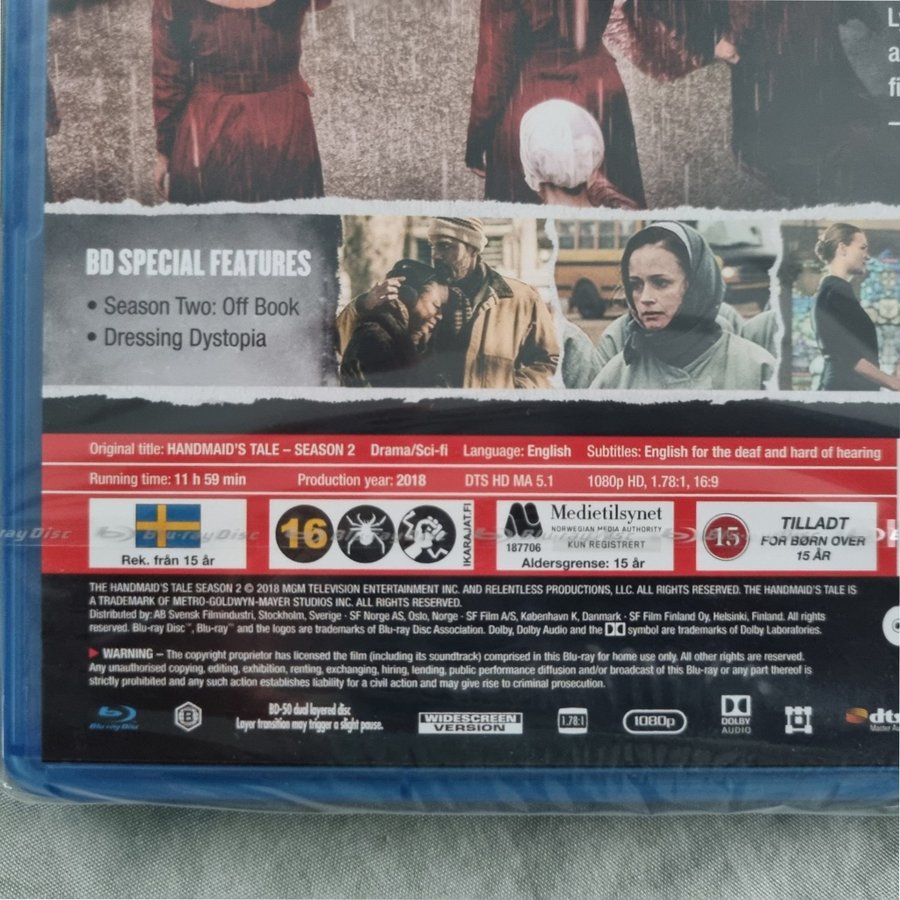 BD SPECIAL FEATURES
• Season Two: Off Book
• Dressing Dystopia
Original title: HANDMAID'S TALE – SEASON 2 Drama/Sci-fi Language: English Subtitles: English for the deaf and hard of hearing
Running time: 11 h 59 min Production year: 2018 DTS HD MA 5.1 1080p HD, 1.78:1, 16:9
Rek. från 15 år
16
IKARAJAT.FI
Medietilsynet
NORWEGIAN MEDIA AUTHORITY
187706 KUN REGISTRERT
Aldersgrense: 15 år
15
TILLADT
FOR BØRN OVER
15 ÅR
THE HANDMAID'S TALE SEASON 2 © 2018 MGM TELEVISION ENTERTAINMENT INC. AND RELENTLESS PRODUCTIONS, LLC. ALL RIGHTS RESERVED. THE HANDMAID'S TALE IS
A TRADEMARK OF METRO-GOLDWYN-MAYER STUDIOS INC. ALL RIGHTS RESERVED.
Distributed by: AB Svensk Filmindustri, Stockholm, Sverige · SF Norge AS, Oslo, Norge · SF Film A/S, København K, Danmark · SF Film Finland Oy, Helsinki, Finland. All rights
reserved. Blu-ray Disc™, Blu-ray™ and the logos are trademarks of Blu-ray Disc Association. Dolby, Dolby Audio and the symbol are trademarks of Dolby Laboratories.
WARNING – The copyright proprietor has licensed the film (including its soundtrack) comprised in this Blu-ray for home use only. All other rights are reserved.
Any unauthorised copying, editing, exhibition, renting, exchanging, hiring, lending, public performance diffusion and/or broadcast of this Blu-ray or any part thereof is
strictly prohibited and any such action establishes liability for a civil action and may give rise to criminal prosecution.
Blu-ray Disc
B
BD-50 dual layered disc
Layer transition may trigger a slight pause.
WIDESCREEN
VERSION
1.78:1
1080p
DOLBY
AUDIO
dts